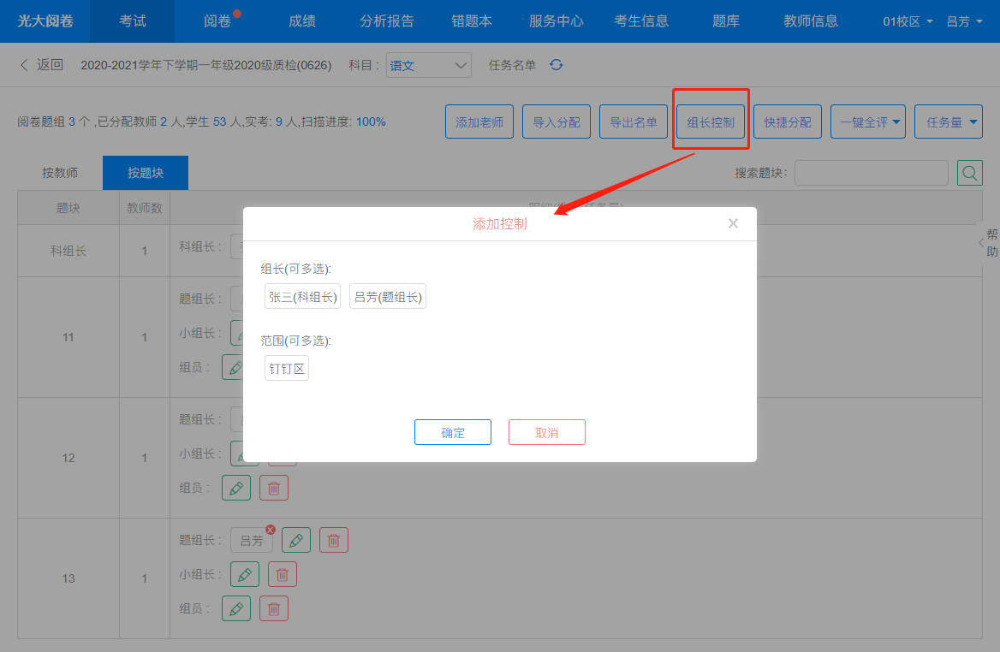 光大阅卷 考试 阅卷 成绩 分析报告 错题本 服务中心 考生信息 题库 教师信息 01校区 吕芳
返回 2020-2021学年下学期一年级2020级质检(0626) 科目: 语文 任务名单
阅卷题组 3 个 ,已分配教师 2 人,学生 53 人,实考: 9 人,扫描进度: 100%
添加老师 导入分配 导出名单 组长控制 快捷分配 一键全评 任务量
按教师 按题块 搜索题块:
题块 教师数
添加控制
帮助
科组长 1 科组长:
组长(可多选):
张三(科组长) 吕芳(题组长)
11 1
题组长:
小组长:
组员:
范围(可多选):
钉钉区
确定 取消
12 1
题组长:
小组长:
组员:
13 1
题组长: 吕芳
小组长:
组员: